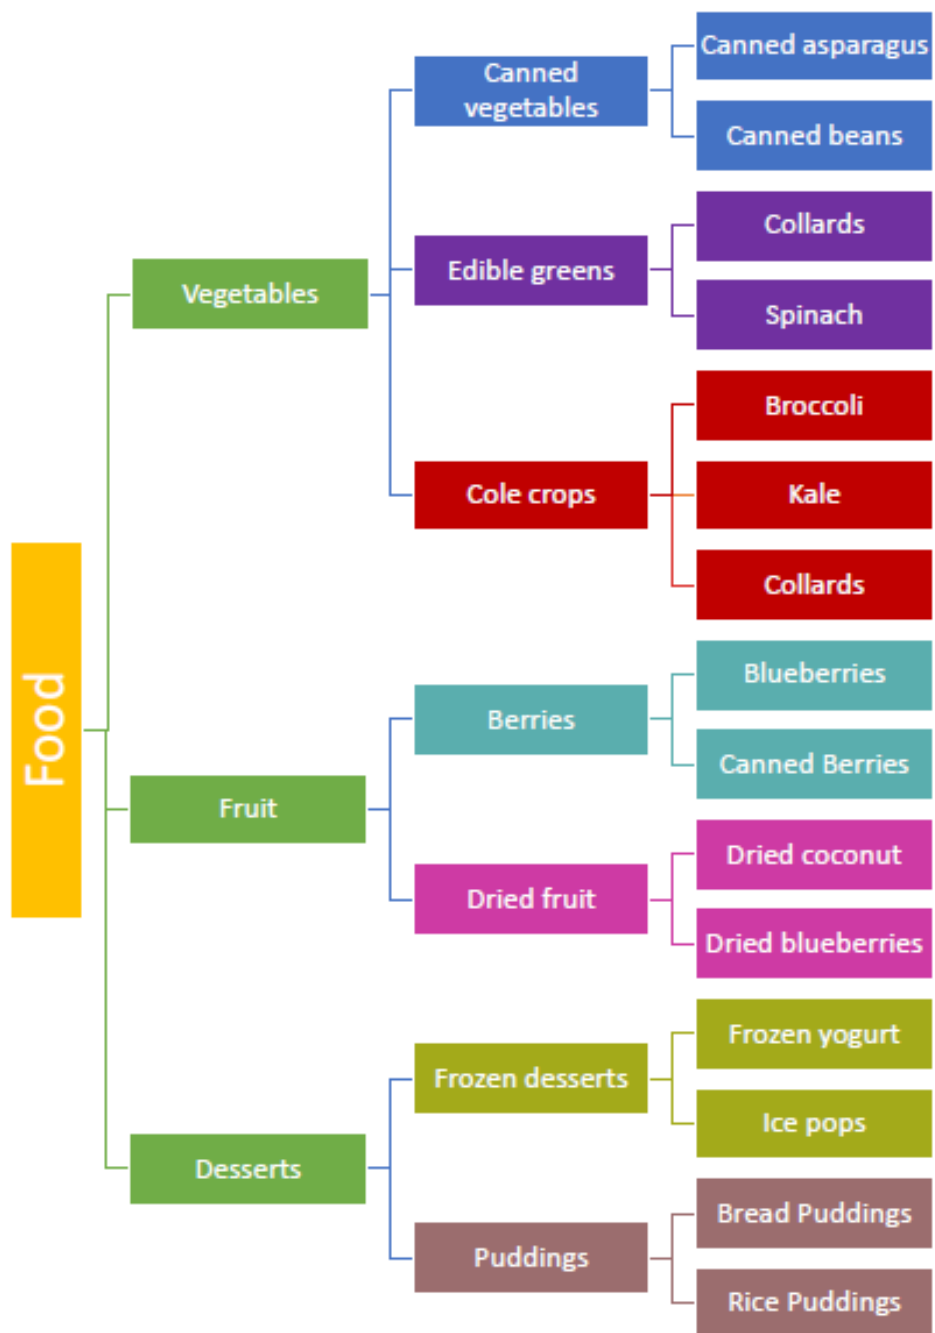 Food
Vegetables
Canned
vegetables
Canned asparagus
Canned beans
Edible greens
Collards
Spinach
Cole crops
Broccoli
Kale
Collards
Fruit
Berries
Blueberries
Canned Berries
Dried fruit
Dried coconut
Dried blueberries
Desserts
Frozen desserts
Frozen yogurt
Ice pops
Puddings
Bread Puddings
Rice Puddings